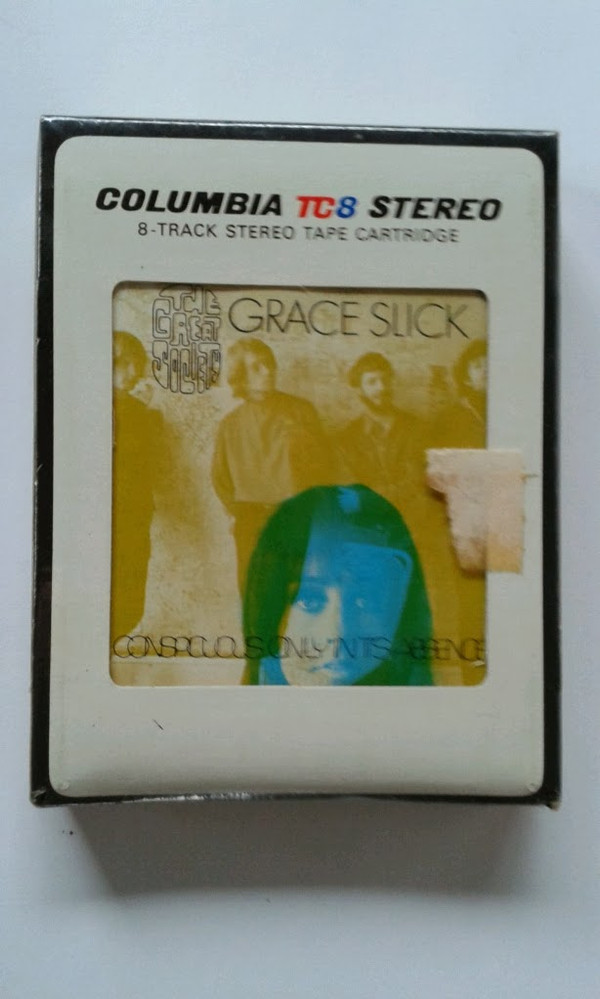 COLUMBIA TC8 STEREO
8-TRACK STEREO TAPE CARTRIDGE
THE
GREAT
SOCIETY
GRACE SLICK
CONSPICUOUS ONLY IN ITS ABSENCE